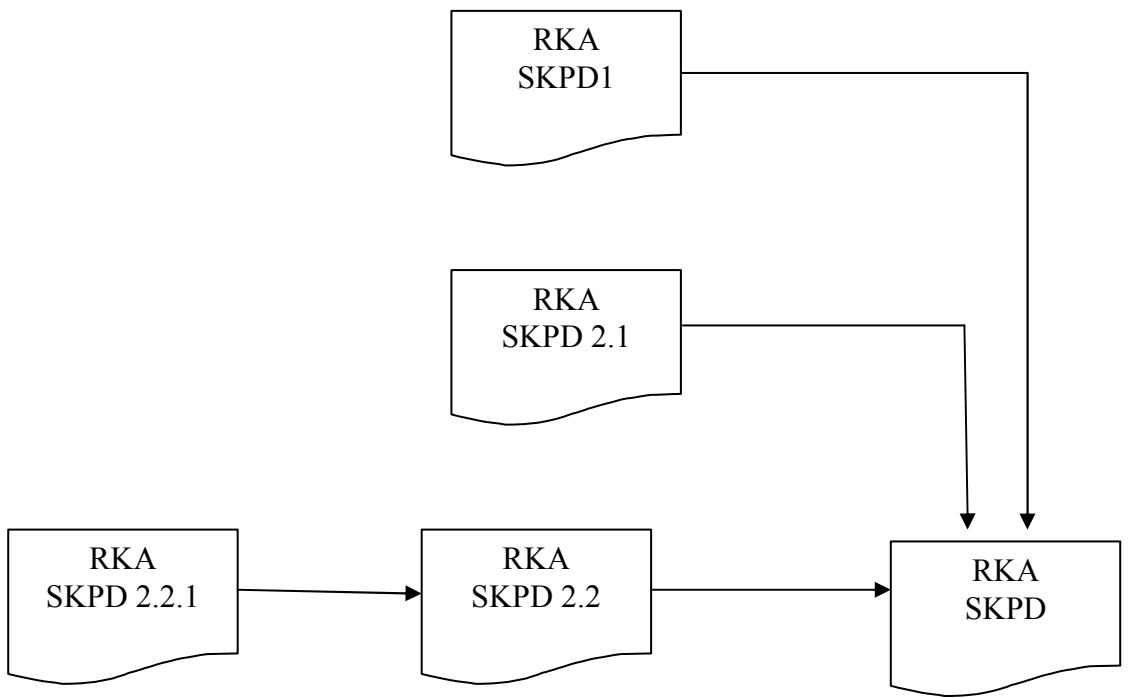 RKA
SKPD1
RKA
SKPD 2.1
RKA
SKPD 2.2.1
RKA
SKPD 2.2
RKA
SKPD